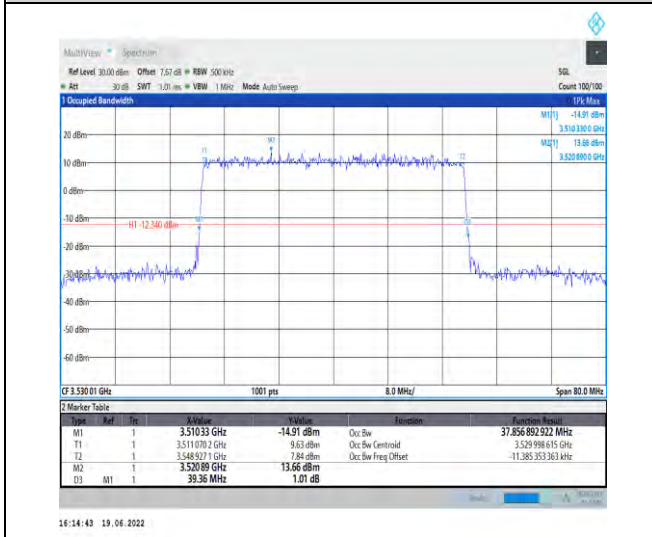 MultiView Spectrum
Ref Level 30.00 dBm Offset 7.67 dB RBW 500 kHz SGL
Att 30 dB SWT 1.01 ms VBW 1 MHz Mode Auto Sweep Count 100/100
1 Occupied Bandwidth 1Pk Max
M1[1] -14.91 dBm
3.510 330 0 GHz
M2[1] 13.66 dBm
3.520 890 0 GHz
20 dBm
10 dBm
0 dBm
-10 dBm
H1 -12.340 dBm
-20 dBm
-30 dBm
-40 dBm
-50 dBm
-60 dBm
CF 3.530 01 GHz 1001 pts 8.0 MHz/ Span 80.0 MHz
2 Marker Table
Type Ref Trc X-Value Y-Value Function Function Result
M1 1 3.51033 GHz -14.91 dBm Occ Bw 37.856 892 922 MHz
T1 1 3.511 070 2 GHz 9.63 dBm Occ Bw Centroid 3.529 998 615 GHz
T2 1 3.548 927 1 GHz 7.84 dBm Occ Bw Freq Offset -11.385 353 363 kHz
M2 1 3.520 89 GHz 13.66 dBm
D3 M1 1 39.36 MHz 1.01 dB
16:14:43 19.06.2022